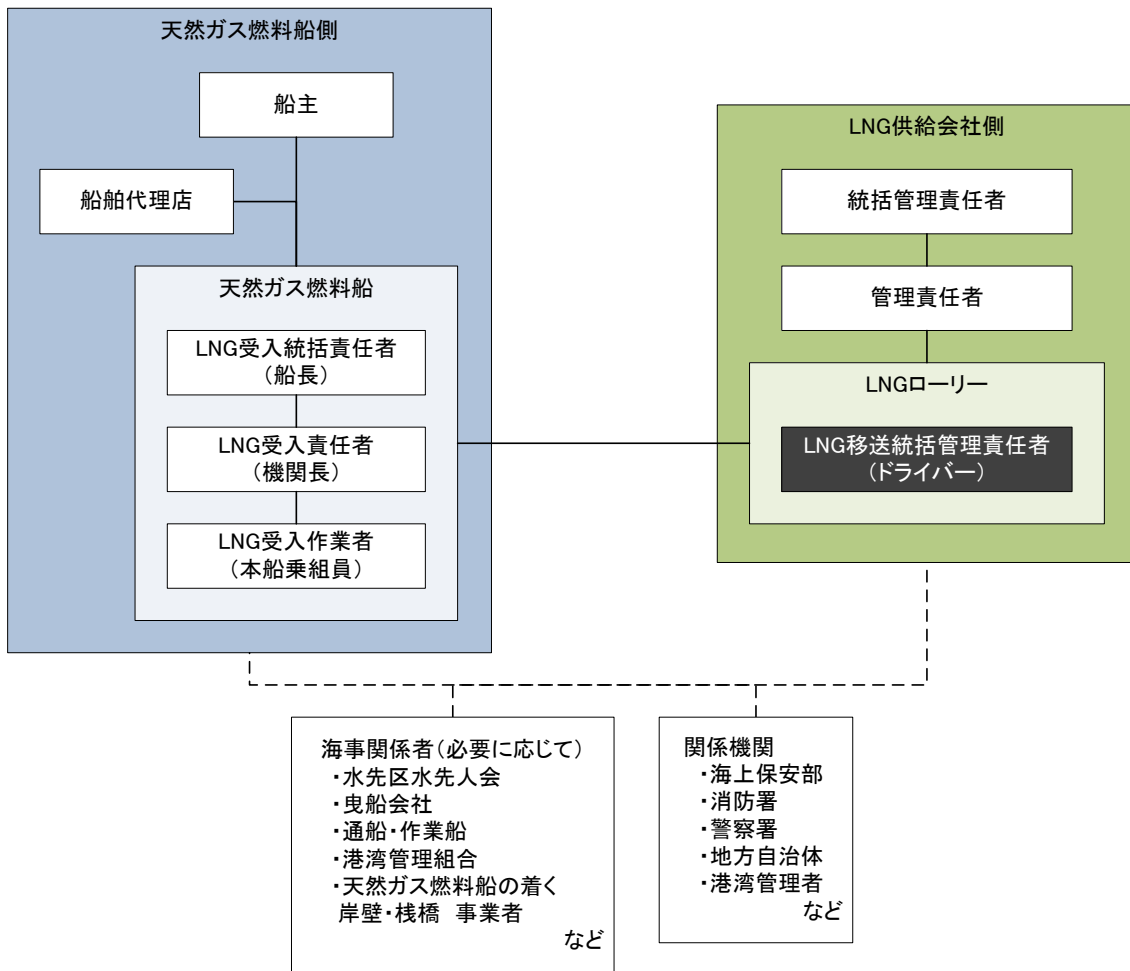 天然ガス燃料船側
船主
船舶代理店
天然ガス燃料船
LNG受入統括責任者
（船長）
LNG受入責任者
（機関長）
LNG受入作業者
（本船乗組員）
LNG供給会社側
統括管理責任者
管理責任者
LNGローリー
LNG移送統括管理責任者
（ドライバー）
海事関係者（必要に応じて）
・水先区水先人会
・曳船会社
・通船・作業船
・港湾管理組合
・天然ガス燃料船の着く
岸壁・桟橋　事業者
など
関係機関
・海上保安部
・消防署
・警察署
・地方自治体
・港湾管理者
など